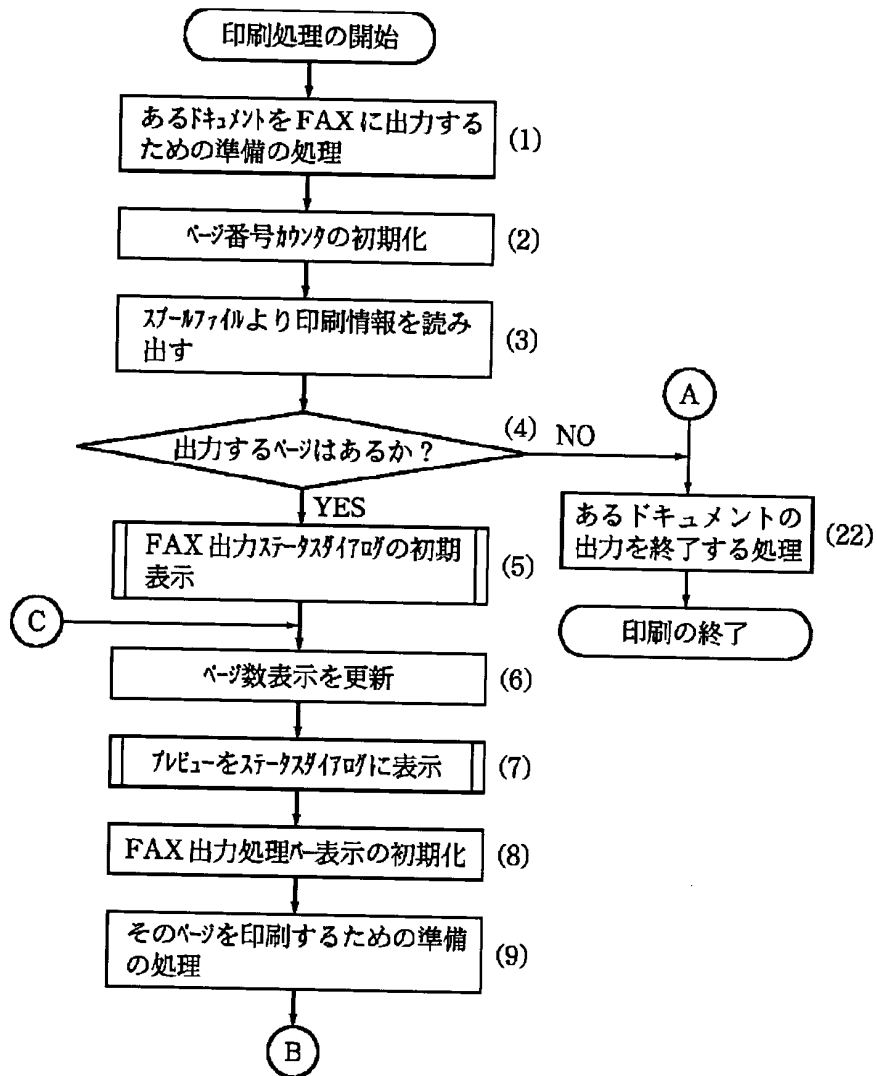 印刷処理の開始
あるドキュメントをFAXに出力する
ための準備の処理
(1)
ページ番号カウンタの初期化
(2)
スプールファイルより印刷情報を読み
出す
(3)
A
出力するページはあるか？
(4)
NO
YES
あるドキュメントの
出力を終了する処理
(22)
FAX出力ステータスダイアログの初期
表示
(5)
C
印刷の終了
ページ数表示を更新
(6)
プレビューをステータスダイアログに表示
(7)
FAX出力処理バー表示の初期化
(8)
そのページを印刷するための準備
の処理
(9)
B